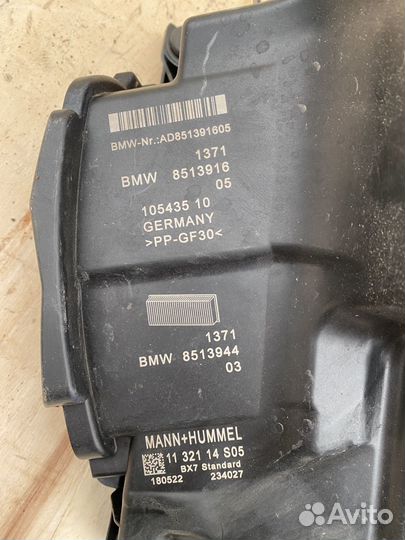 BMW-Nr.:AD851391605
1371
BMW 8513916
05
105435 10
GERMANY
>PP-GF30<
1371
BMW 8513944
03
MANN+HUMMEL
11 321 14 S05
BX7 Standard
180522 234027
Avito